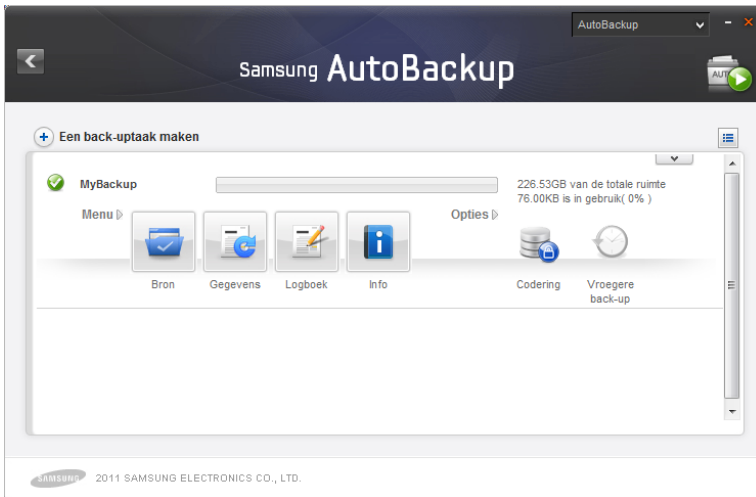 AutoBackup
Samsung AutoBackup
AUTO
Een back-uptaak maken
MyBackup
226.53GB van de totale ruimte
76.00KB is in gebruik( 0% )
Menu
Opties
Bron
Gegevens
Logboek
Info
Codering
Vroegere
back-up
SAMSUNG 2011 SAMSUNG ELECTRONICS CO., LTD.